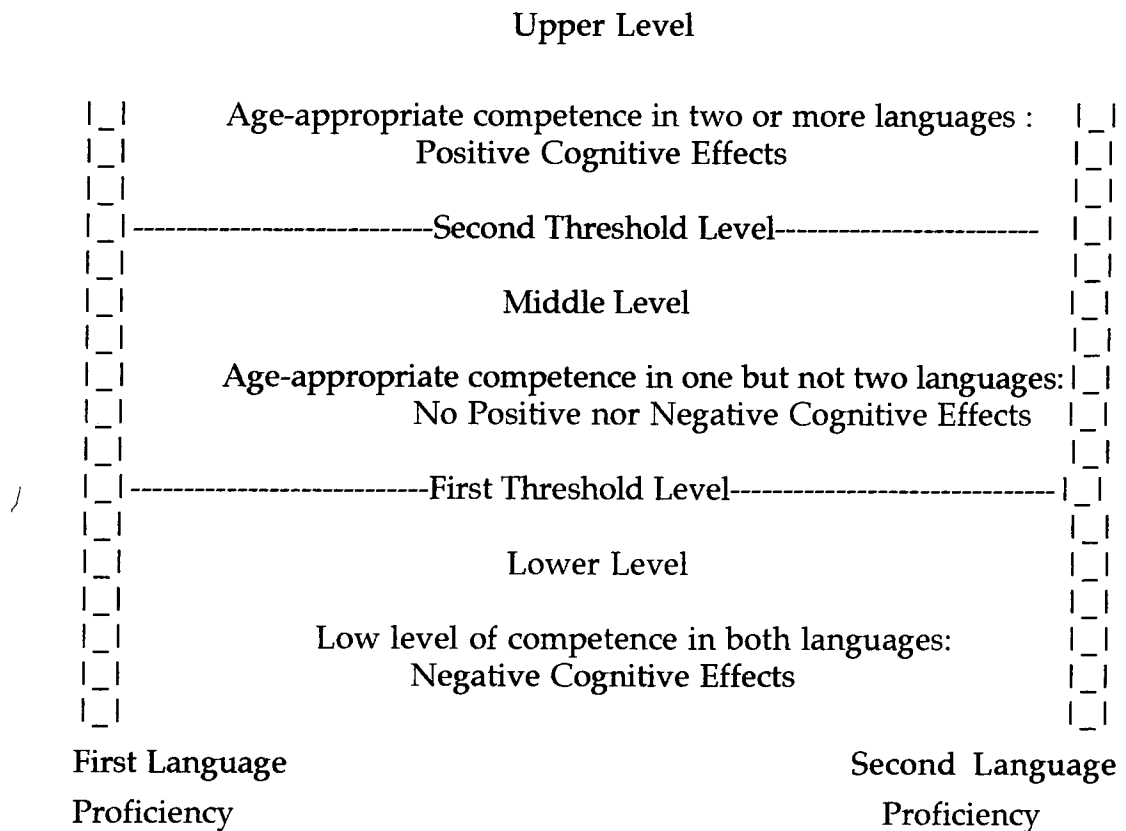 Upper Level
Age-appropriate competence in two or more languages :
Positive Cognitive Effects
---------------------------Second Threshold Level------------------------
Middle Level
Age-appropriate competence in one but not two languages:
No Positive nor Negative Cognitive Effects
---------------------------First Threshold Level------------------------------
Lower Level
Low level of competence in both languages:
Negative Cognitive Effects
First Language Second Language
Proficiency Proficiency